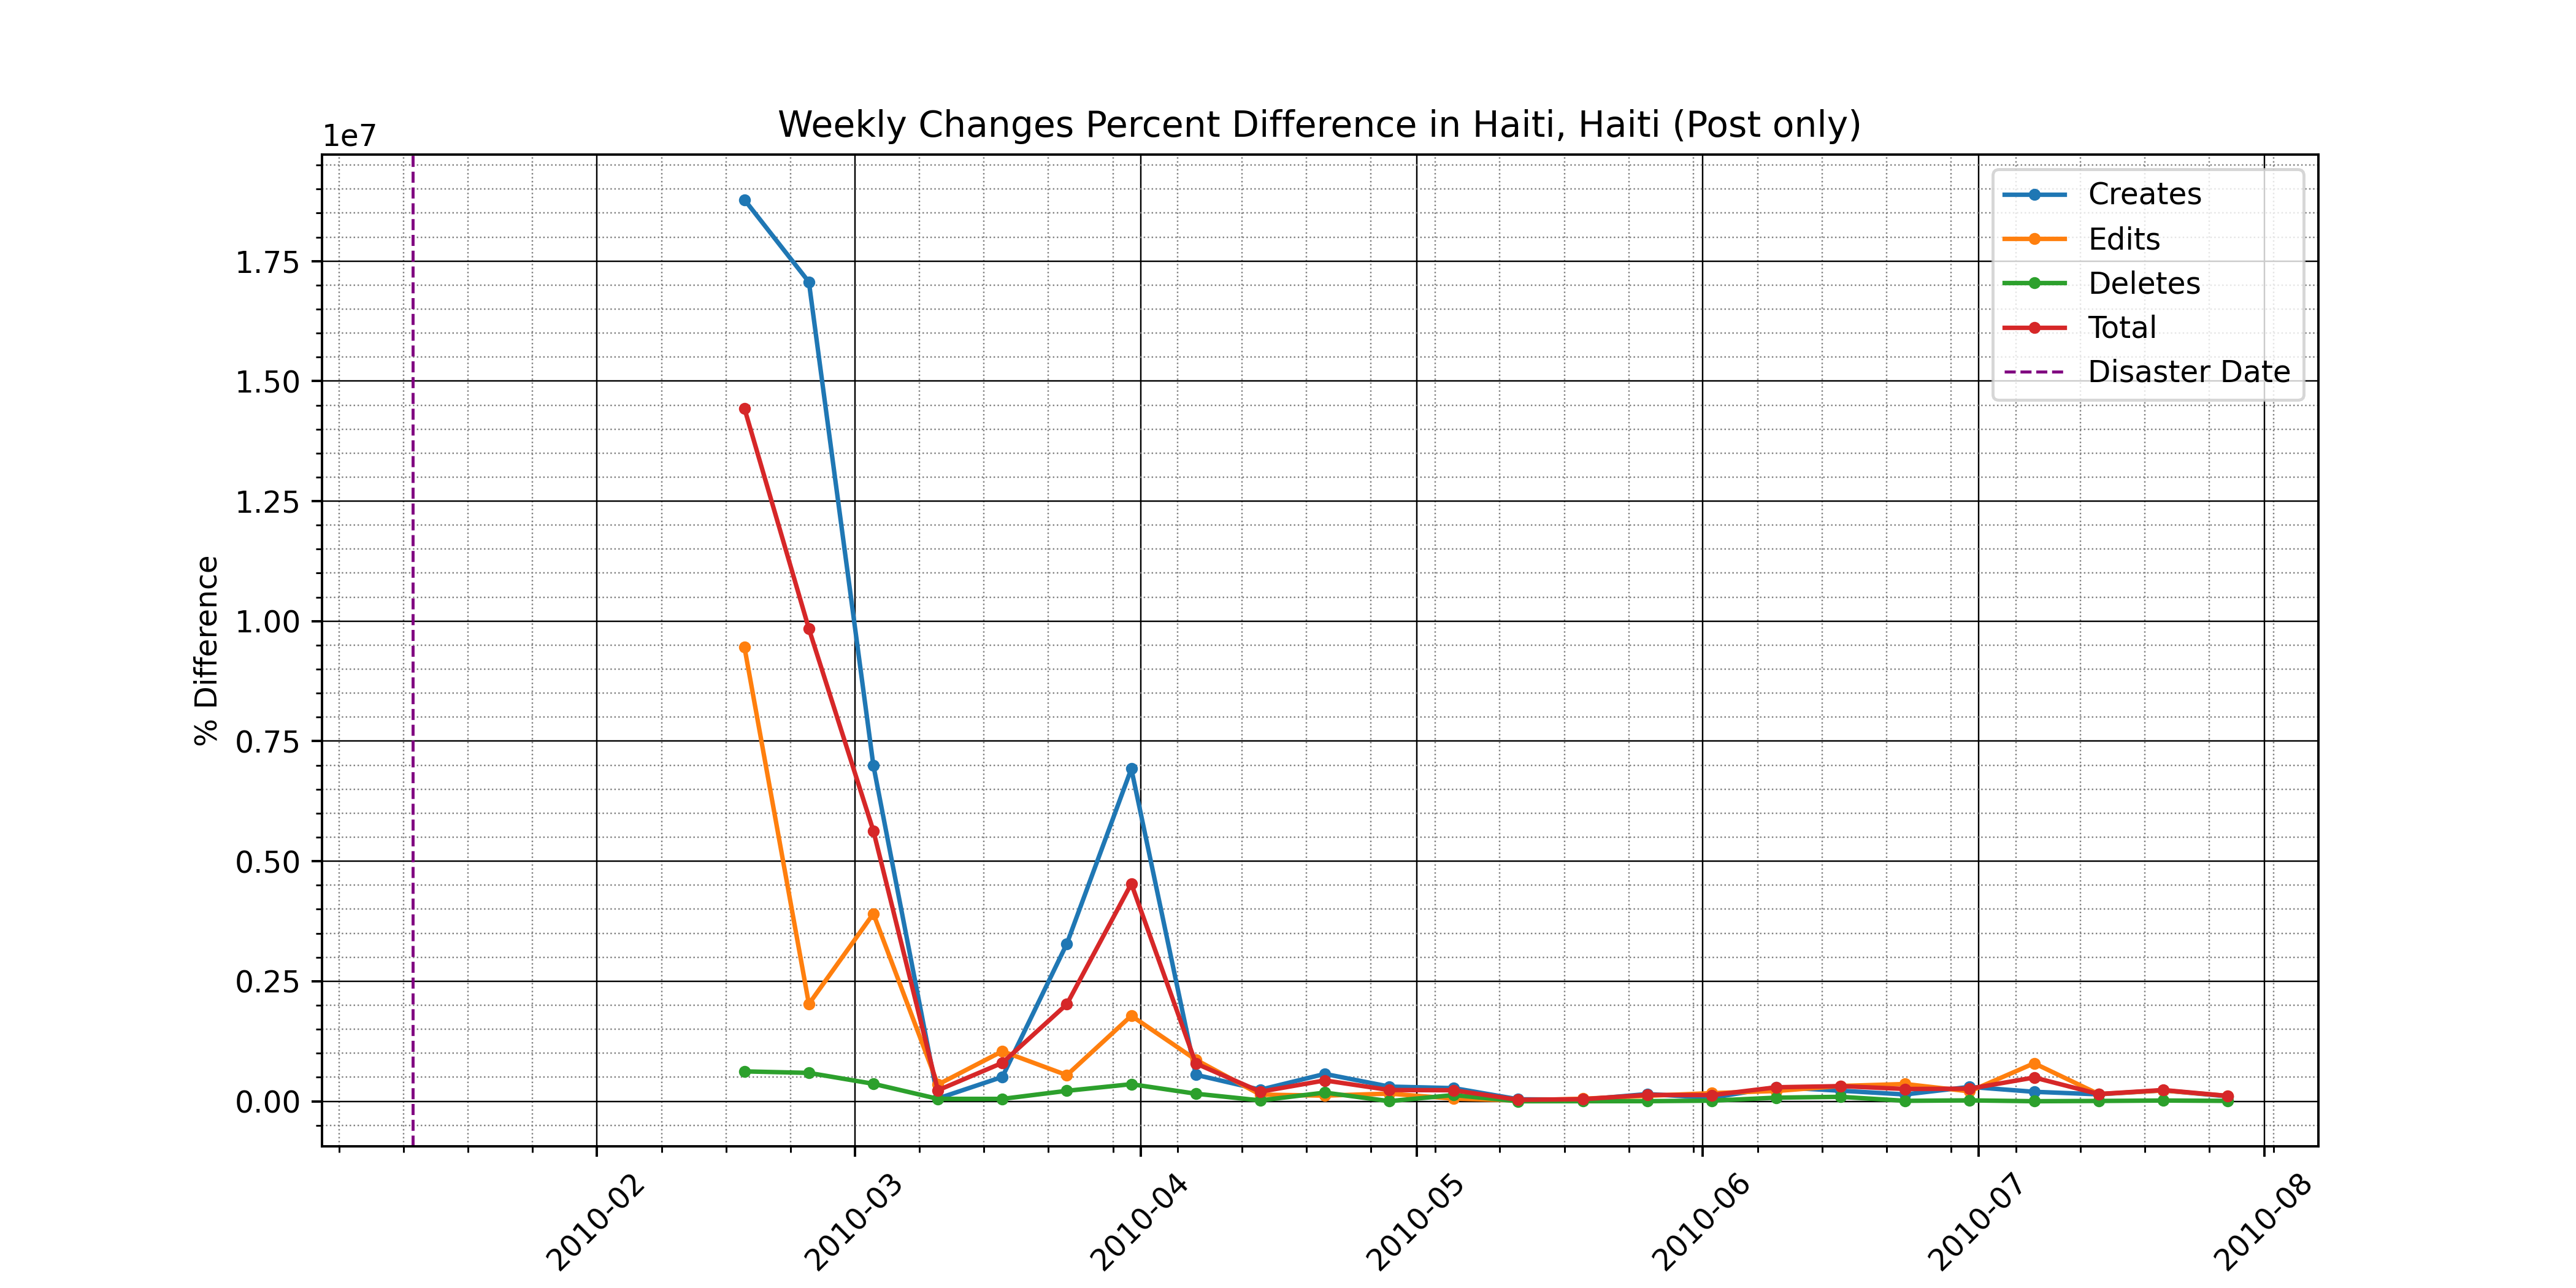 Weekly Changes Percent Difference in Haiti, Haiti (Post only)
1e7
Creates
Edits
Deletes
Total
Disaster Date
% Difference
1.75
1.50
1.25
1.00
0.75
0.50
0.25
0.00
2010-02
2010-03
2010-04
2010-05
2010-06
2010-07
2010-08